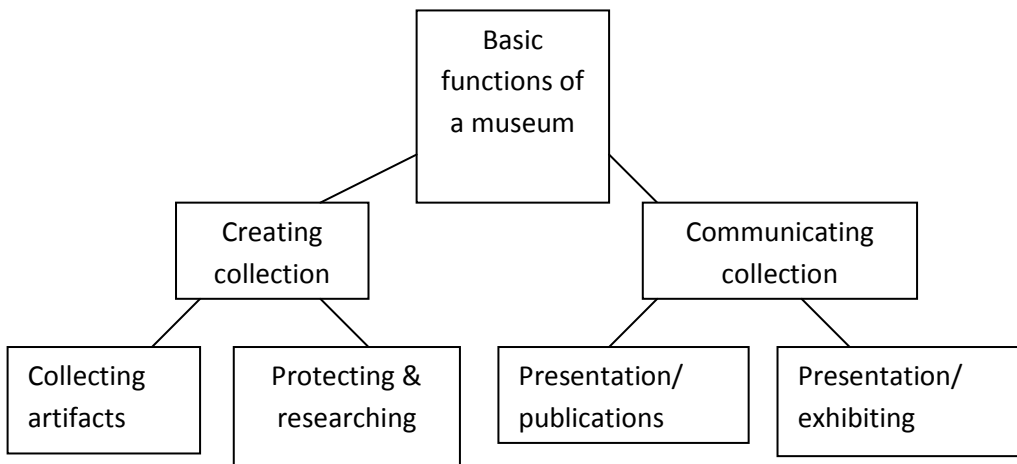 Basic
functions of
a museum
Creating
collection
Communicating
collection
Collecting
artifacts
Protecting &
researching
Presentation/
publications
Presentation/
exhibiting